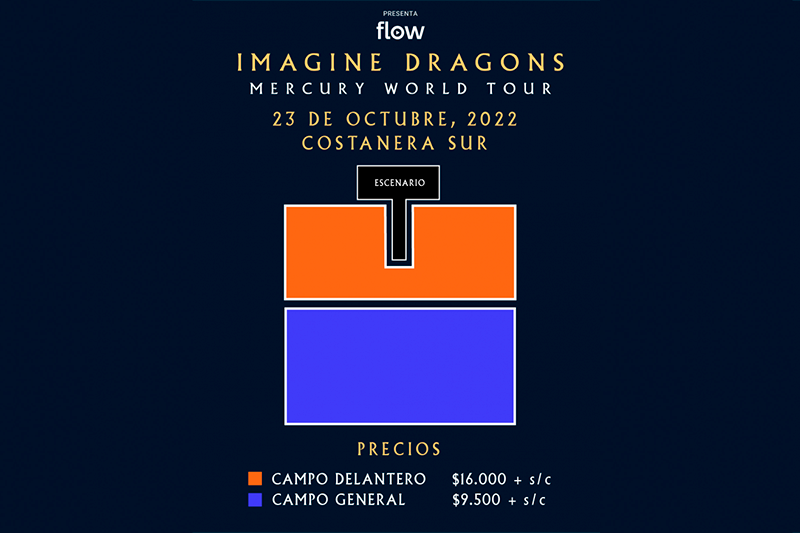 PRESENTA
flow
IMAGINE DRAGONS
MERCURY WORLD TOUR
23 DE OCTUBRE, 2022
COSTANERA SUR
ESCENARIO
PRECIOS
CAMPO DELANTERO $16.000 + s/c
CAMPO GENERAL $9.500 + s/c